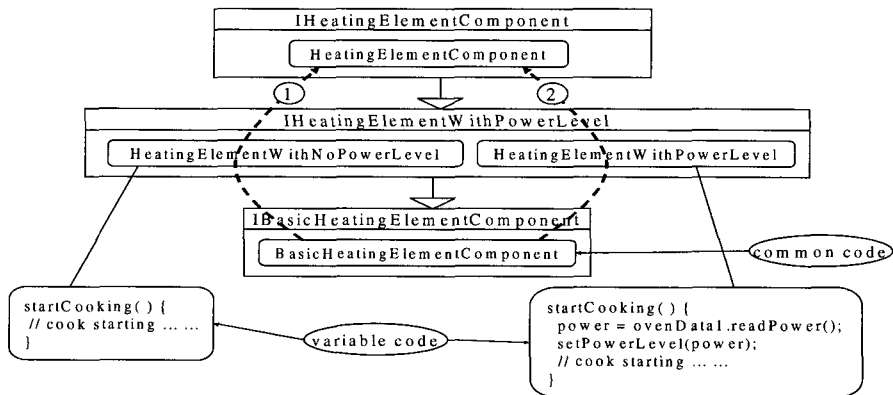 IHeatingElementComponent
HeatingElementComponent
1
2
IHeatingElementWithPowerLevel
HeatingElementWithNoPowerLevel
HeatingElementWithPowerLevel
IBasicHeatingElementComponent
BasicHeatingElementComponent
common code
startCooking() {
// cook starting ... ...
}
variable code
startCooking() {
power = ovenData1.readPower();
setPowerLevel(power);
// cook starting ... ...
}